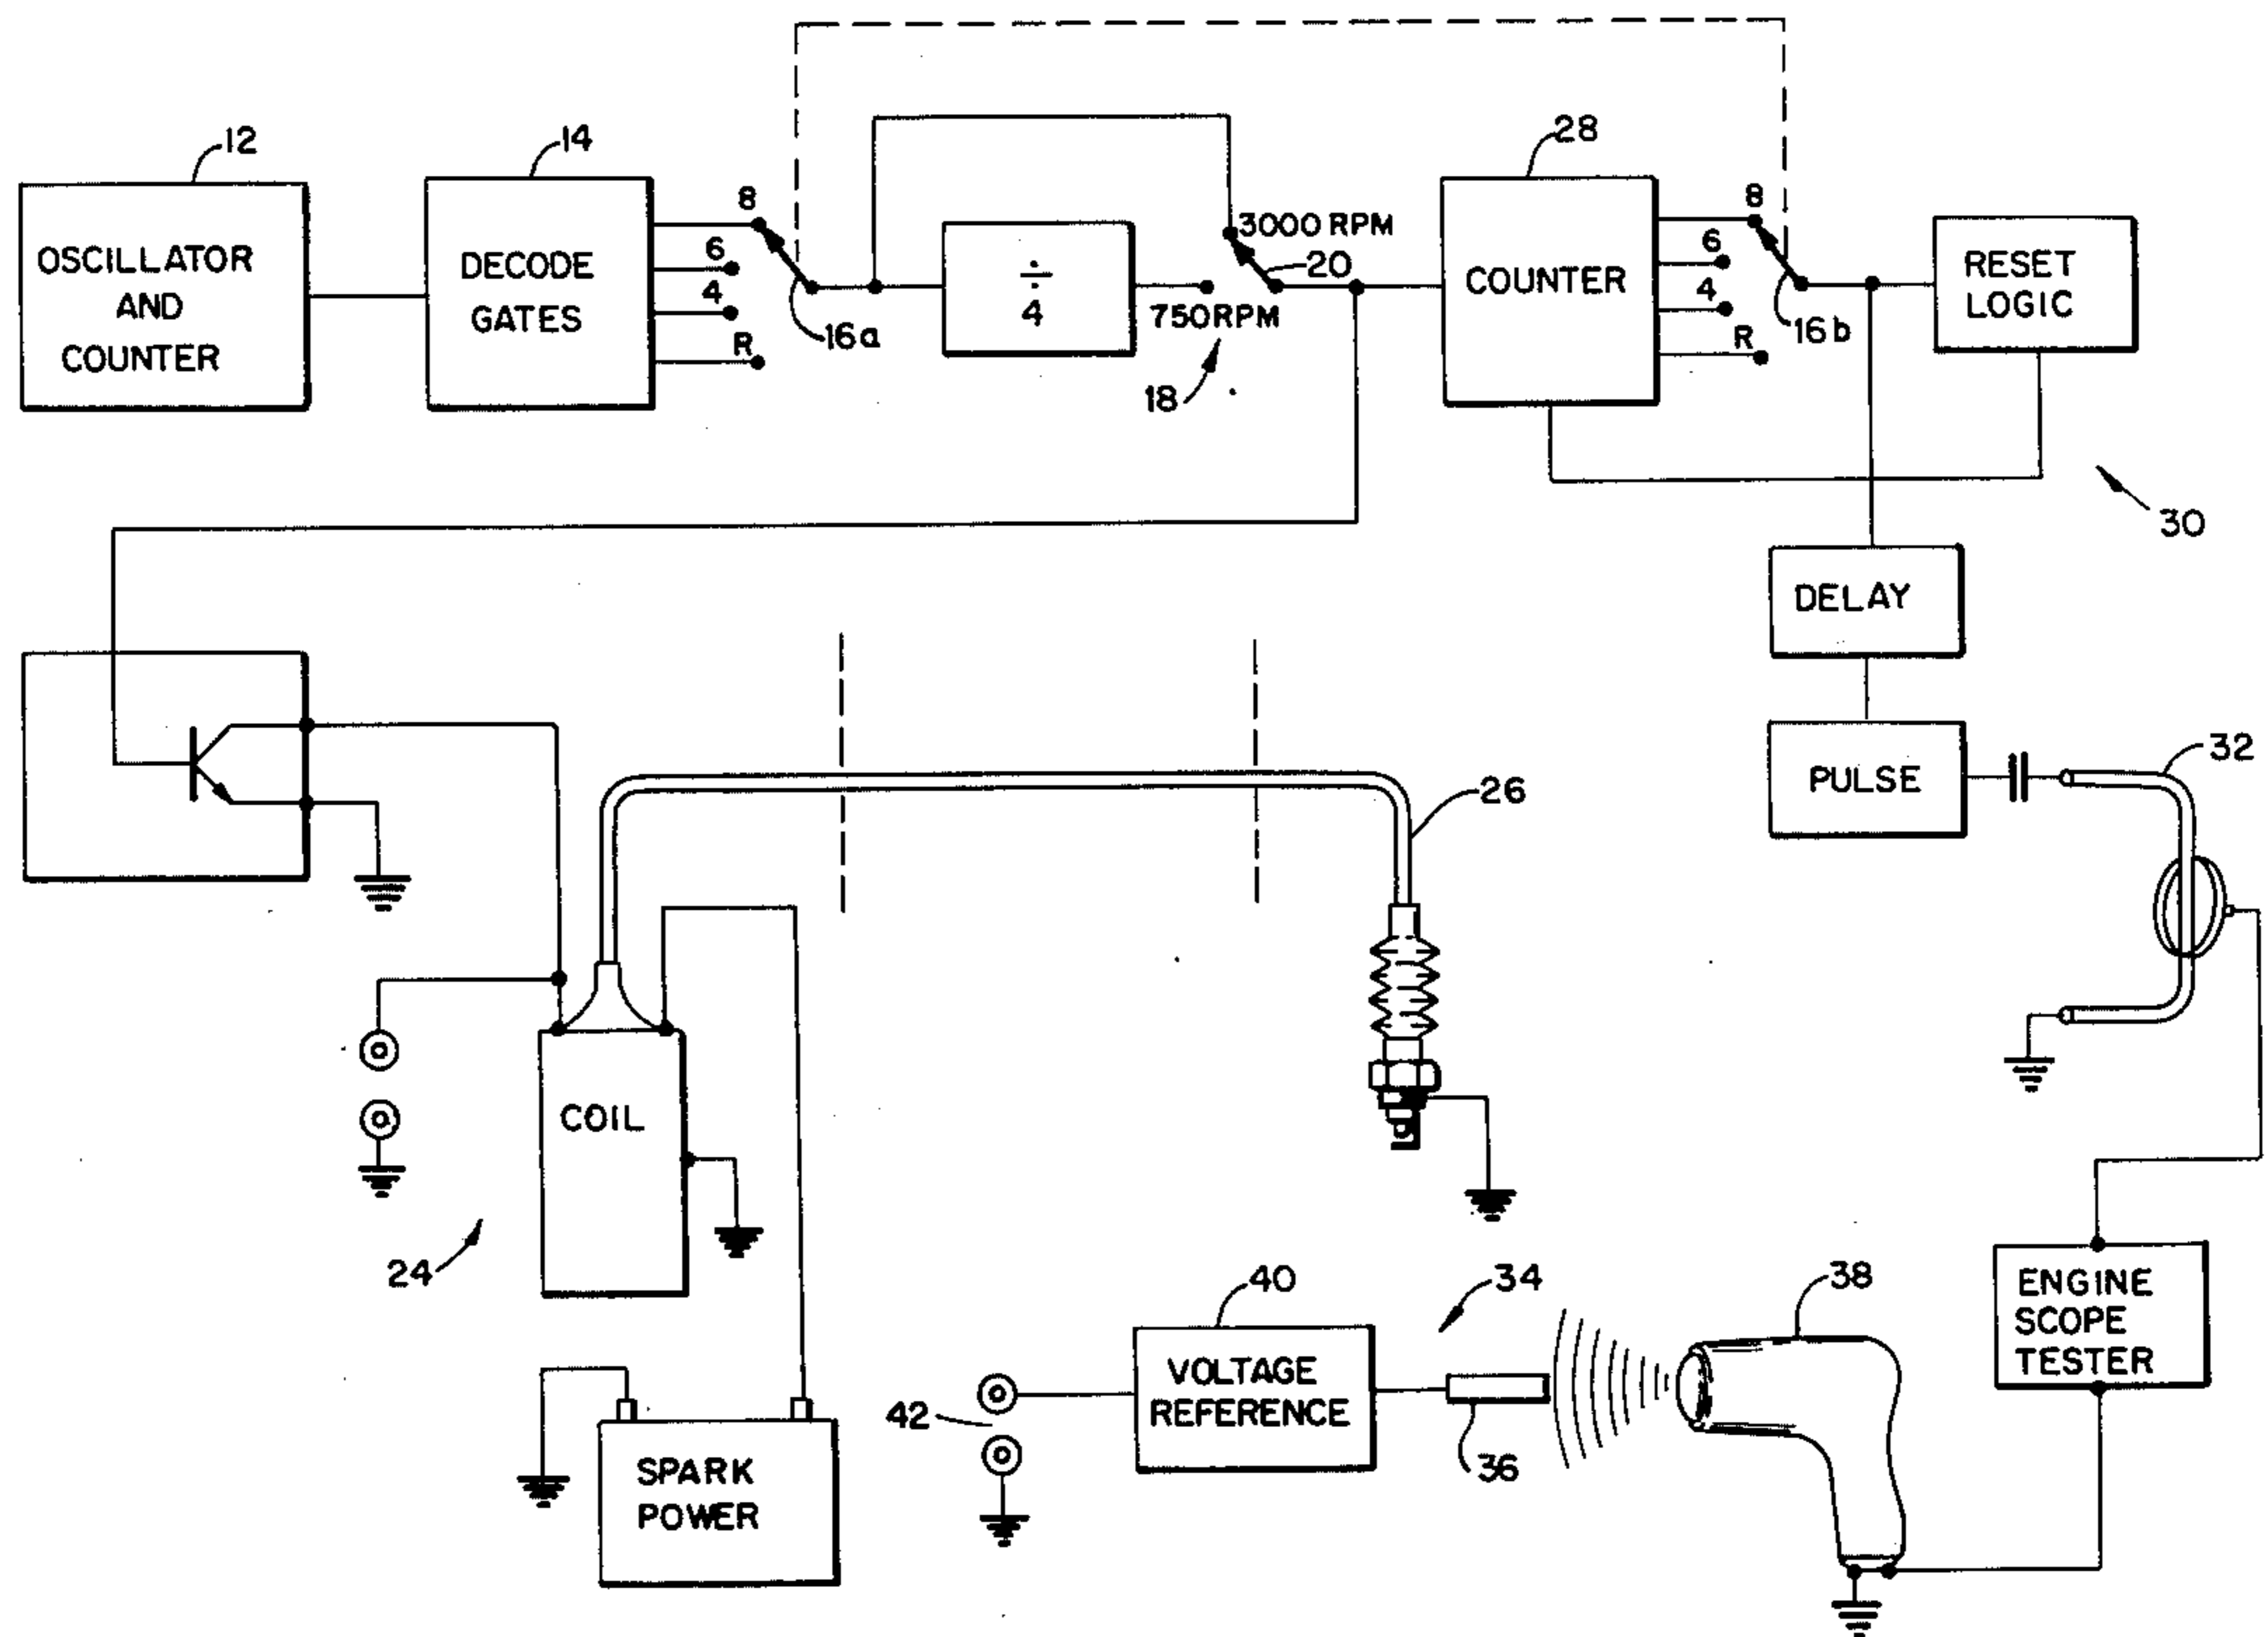 12
14
28
OSCILLATOR
AND
COUNTER
DECODE
GATES
8
6
4
R
16a
÷
4
3000 RPM
20
750RPM
18
COUNTER
8
6
4
R
16b
RESET
LOGIC
30
DELAY
PULSE
32
26
COIL
24
SPARK
POWER
42
40
VOLTAGE
REFERENCE
34
36
38
ENGINE
SCOPE
TESTER